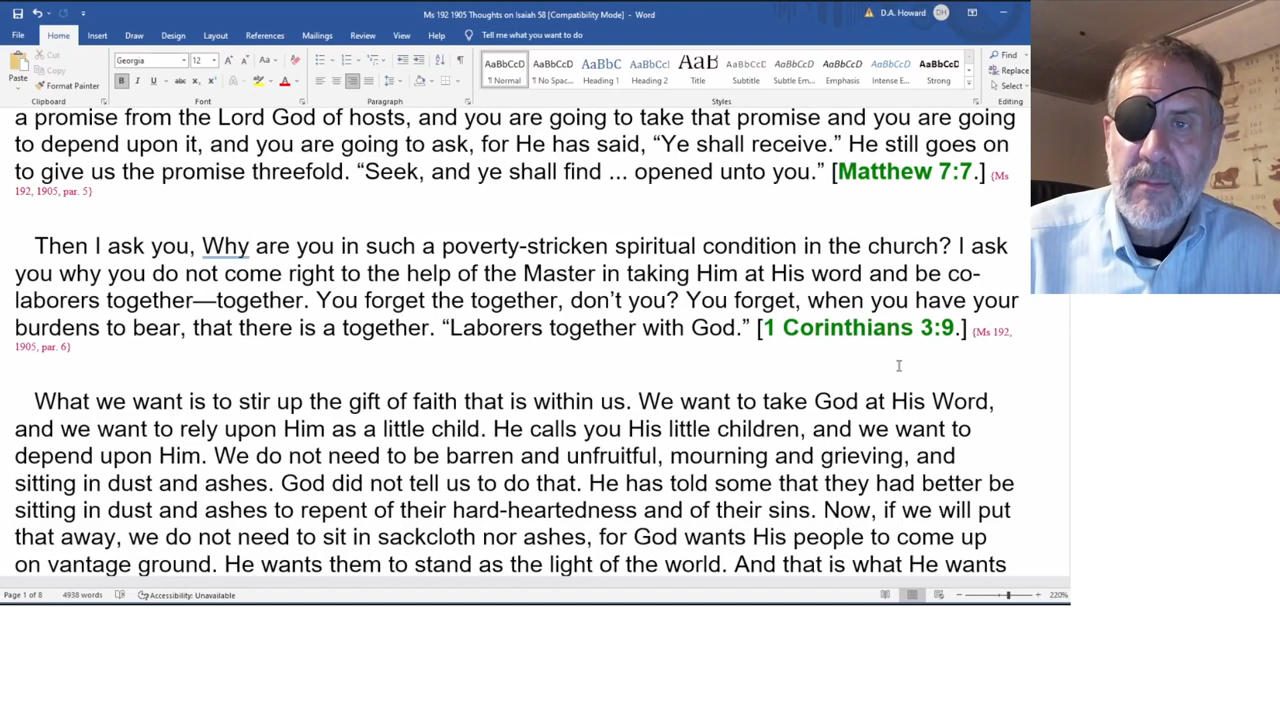 Ms 192 1905 Thoughts on Isaiah 58 [Compatibility Mode] - Word
D.A. Howard
DH
File Home Insert Draw Design Layout References Mailings Review View Help Tell me what you want to do
Paste
Cut
Copy
Format Painter
Georgia
12
AaBbCcD AaBbCcD AaBbC AaBbCcD AaB AaBbCcD AaBbCcD AaBbCcD AaBbCcD AaBbCc
¶ Normal ¶ No Spac... Heading 1 Heading 2 Title Subtitle Subtle Em... Emphasis Intense E... Strong
Find
Replace
Select
Clipboard Font Paragraph Styles Editing
a promise from the Lord God of hosts, and you are going to take that promise and you are going
to depend upon it, and you are going to ask, for He has said, “Ye shall receive.” He still goes on
to give us the promise threefold. “Seek, and ye shall find ... opened unto you.” [Matthew 7:7.] {Ms
192, 1905, par. 5}
Then I ask you, Why are you in such a poverty-stricken spiritual condition in the church? I ask
you why you do not come right to the help of the Master in taking Him at His word and be co-
laborers together—together. You forget the together, don’t you? You forget, when you have your
burdens to bear, that there is a together. “Laborers together with God.” [1 Corinthians 3:9.] {Ms 192,
1905, par. 6}
What we want is to stir up the gift of faith that is within us. We want to take God at His Word,
and we want to rely upon Him as a little child. He calls you His little children, and we want to
depend upon Him. We do not need to be barren and unfruitful, mourning and grieving, and
sitting in dust and ashes. God did not tell us to do that. He has told some that they had better be
sitting in dust and ashes to repent of their hard-heartedness and of their sins. Now, if we will put
that away, we do not need to sit in sackcloth nor ashes, for God wants His people to come up
on vantage ground. He wants them to stand as the light of the world. And that is what He wants
Page 1 of 8 4938 words Accessibility: Unavailable 220%